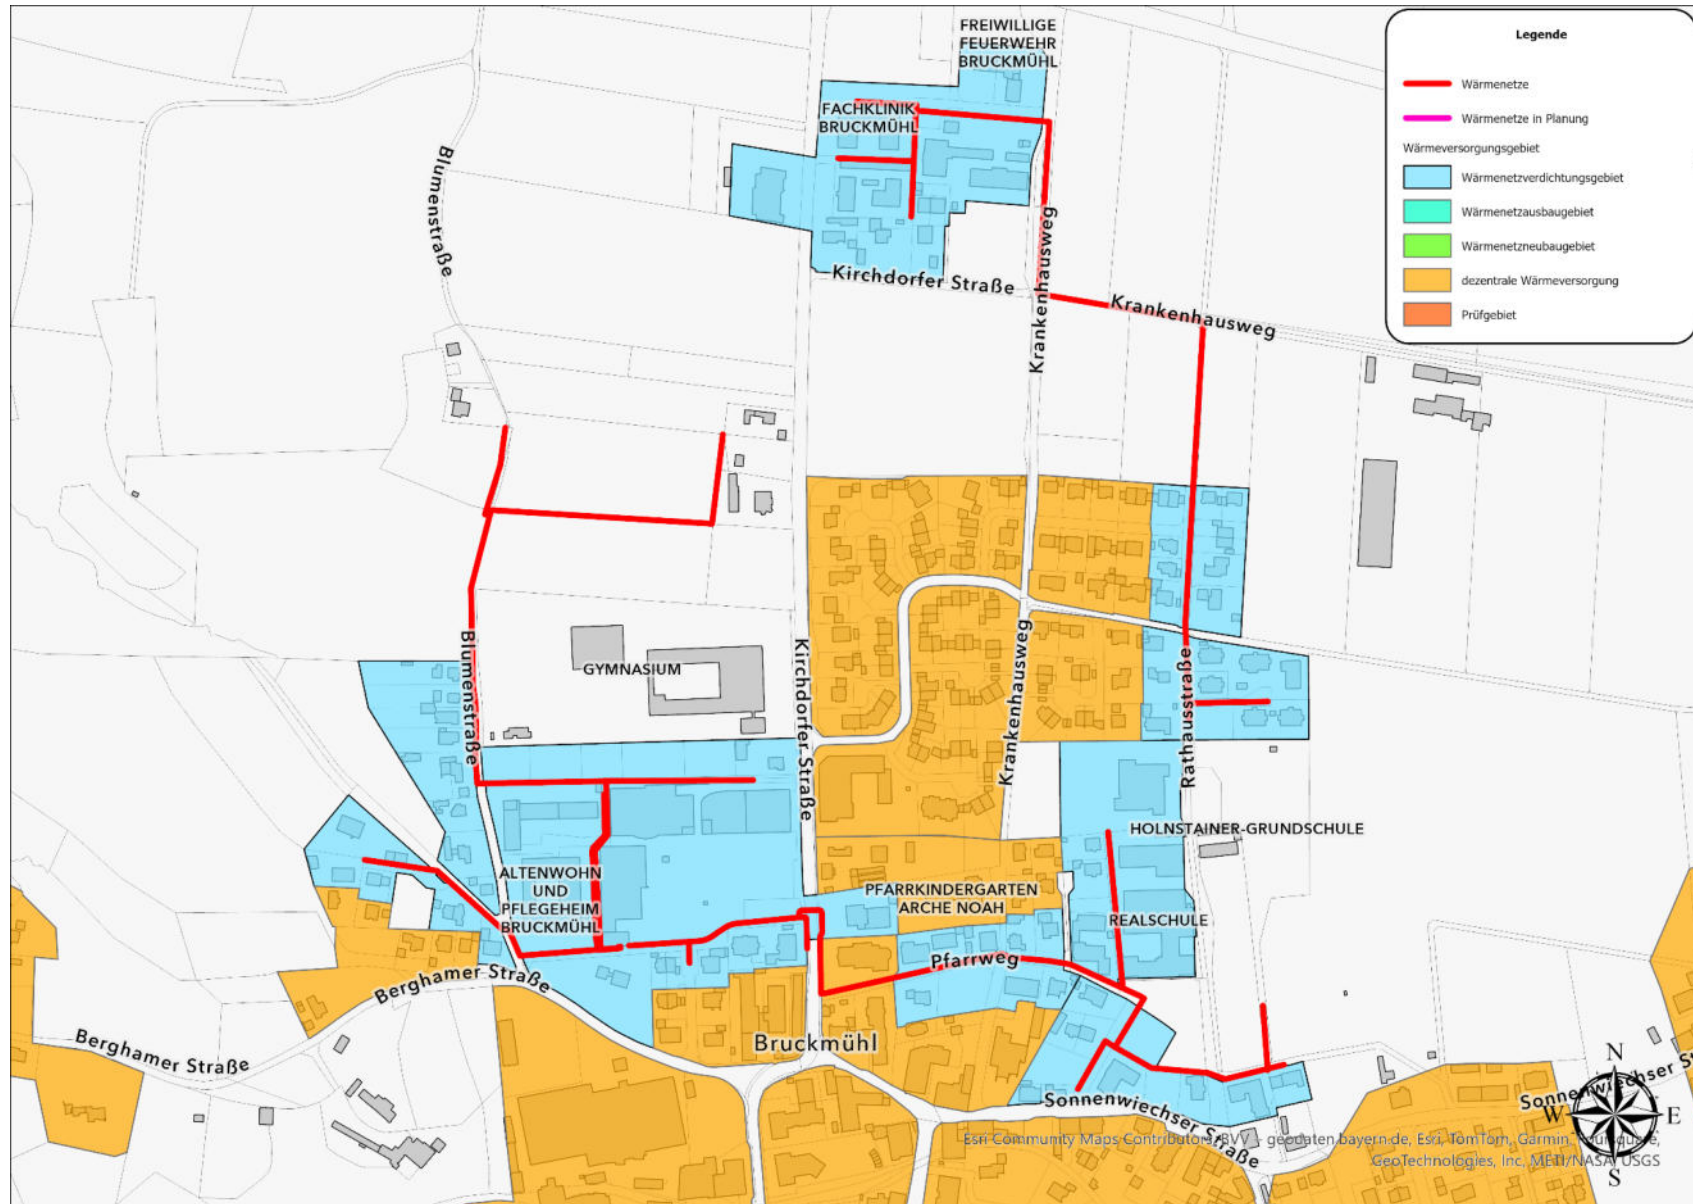 FREIWILLIGE
FEUERWEHR
BRUCKMÜHL
Legende
Wärmenetze
Wärmenetze in Planung
Wärmeversorgungsgebiet
Wärmenetzverdichtungsgebiet
Wärmenetzausbaugebiet
Wärmenetzneubaugebiet
dezentrale Wärmeversorgung
Prüfgebiet
FACHKLINIK
BRUCKMÜHL
Blumenstraße
Krankenhausweg
Kirchdorfer Straße
Krankenhausweg
Blumenstraße
GYMNASIUM
Kirchdorfer Straße
Krankenhausweg
Rathausstraße
HOLNSTAINER-GRUNDSCHULE
ALTENWOHN
UND
PFLEGEHEIM
BRUCKMÜHL
PFARRKINDERGARTEN
ARCHE NOAH
REALSCHULE
Pfarrweg
Berghamer Straße
Berghamer Straße
Bruckmühl
Sonnenwiechser Straße
Sonnenwiechser S
N
W
E
S
Esri Community Maps Contributors, BVV - geodaten.bayern.de, Esri, TomTom, Garmin, Foursquare,
GeoTechnologies, Inc, METI/NASA, USGS